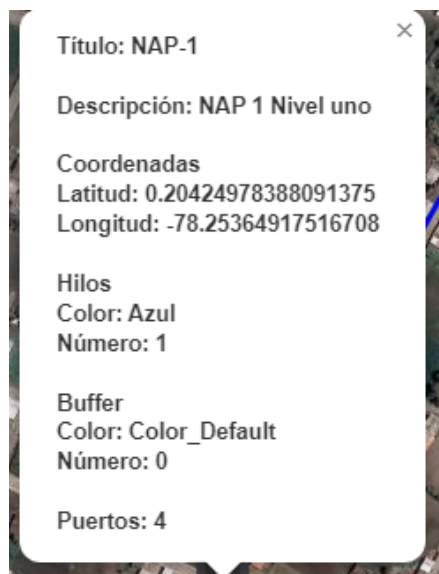 Título: NAP-1
Descripción: NAP 1 Nivel uno
Coordenadas
Latitud: 0.20424978388091375
Longitud: -78.25364917516708
Hilos
Color: Azul
Número: 1
Buffer
Color: Color_Default
Número: 0
Puertos: 4